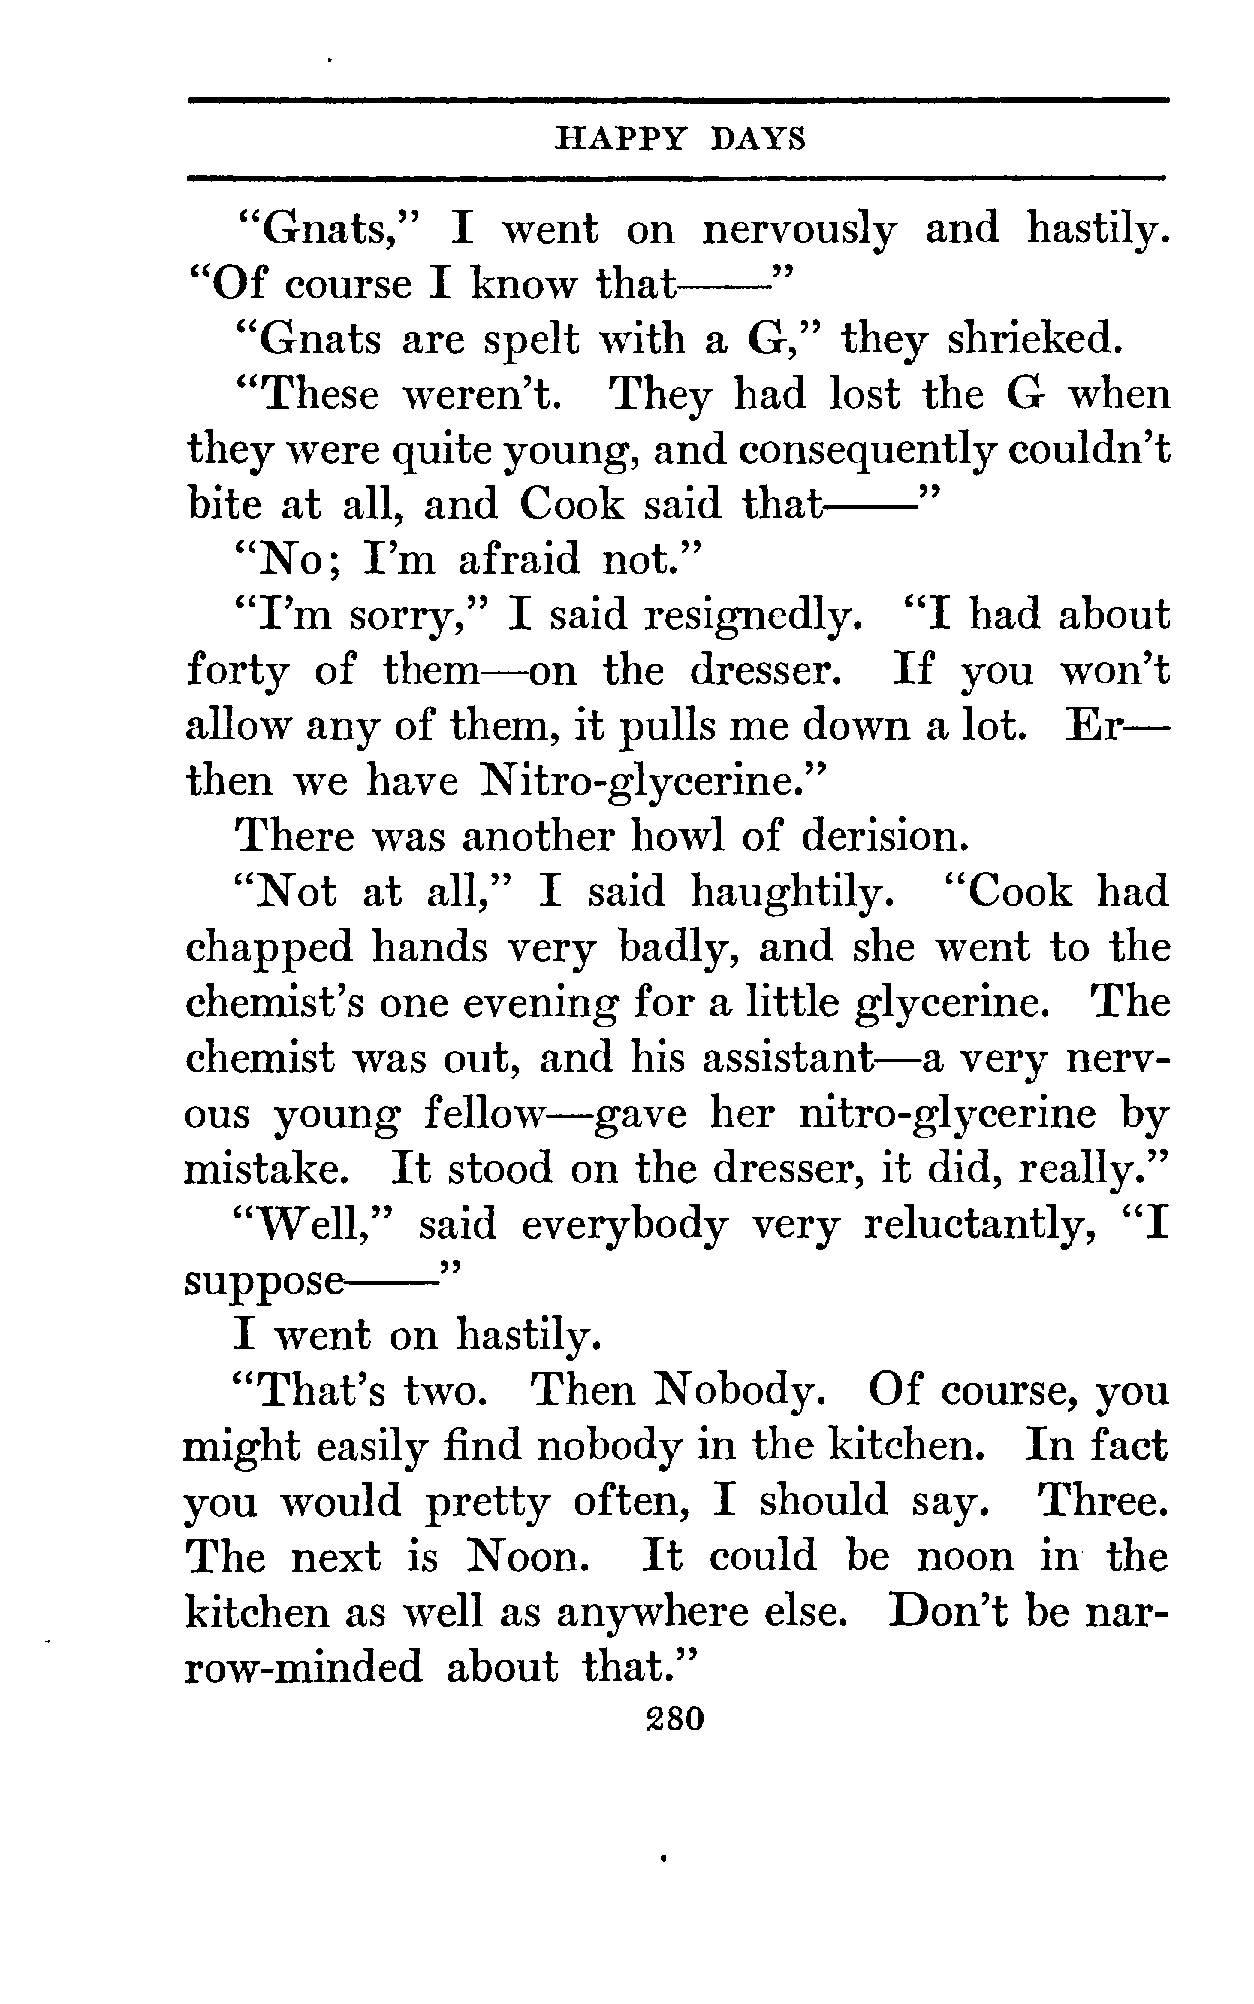 HAPPY DAYS
“Gnats,” I went on nervously and hastily.
“Of course I know that——”
“Gnats are spelt with a G,” they shrieked.
“These weren't. They had lost the G when
they were quite young, and consequently couldn't
bite at all, and Cook said that——”
“No; I'm afraid not.”
“I'm sorry,” I said resignedly. “I had about
forty of them—on the dresser. If you won't
allow any of them, it pulls me down a lot. Er—
then we have Nitro-glycerine.”
There was another howl of derision.
“Not at all,” I said haughtily. “Cook had
chapped hands very badly, and she went to the
chemist's one evening for a little glycerine. The
chemist was out, and his assistant—a very nerv-
ous young fellow—gave her nitro-glycerine by
mistake. It stood on the dresser, it did, really.”
“Well,” said everybody very reluctantly, “I
suppose——”
I went on hastily.
“That's two. Then Nobody. Of course, you
might easily find nobody in the kitchen. In fact
you would pretty often, I should say. Three.
The next is Noon. It could be noon in the
kitchen as well as anywhere else. Don't be nar-
row-minded about that.”
280